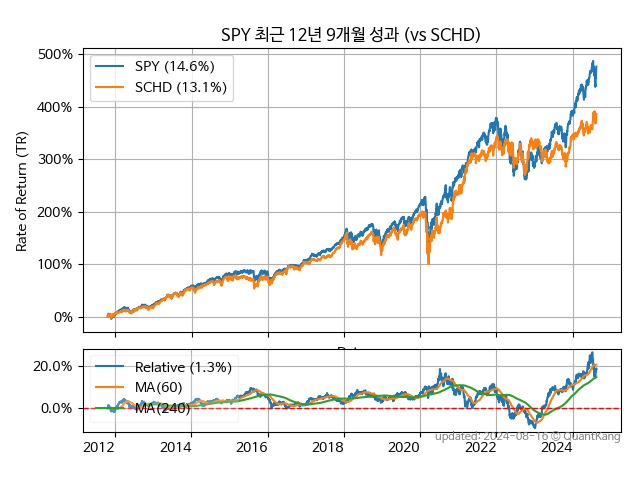 SPY 최근 12년 9개월 성과 (vs SCHD)
500%
400%
300%
200%
100%
0%
Rate of Return (TR)
SPY (14.6%)
SCHD (13.1%)
20.0%
0.0%
Relative (1.3%)
MA(60)
MA(240)
2012 2014 2016 2018 2020 2022 2024
updated: 2024-08-16 © QuantKang